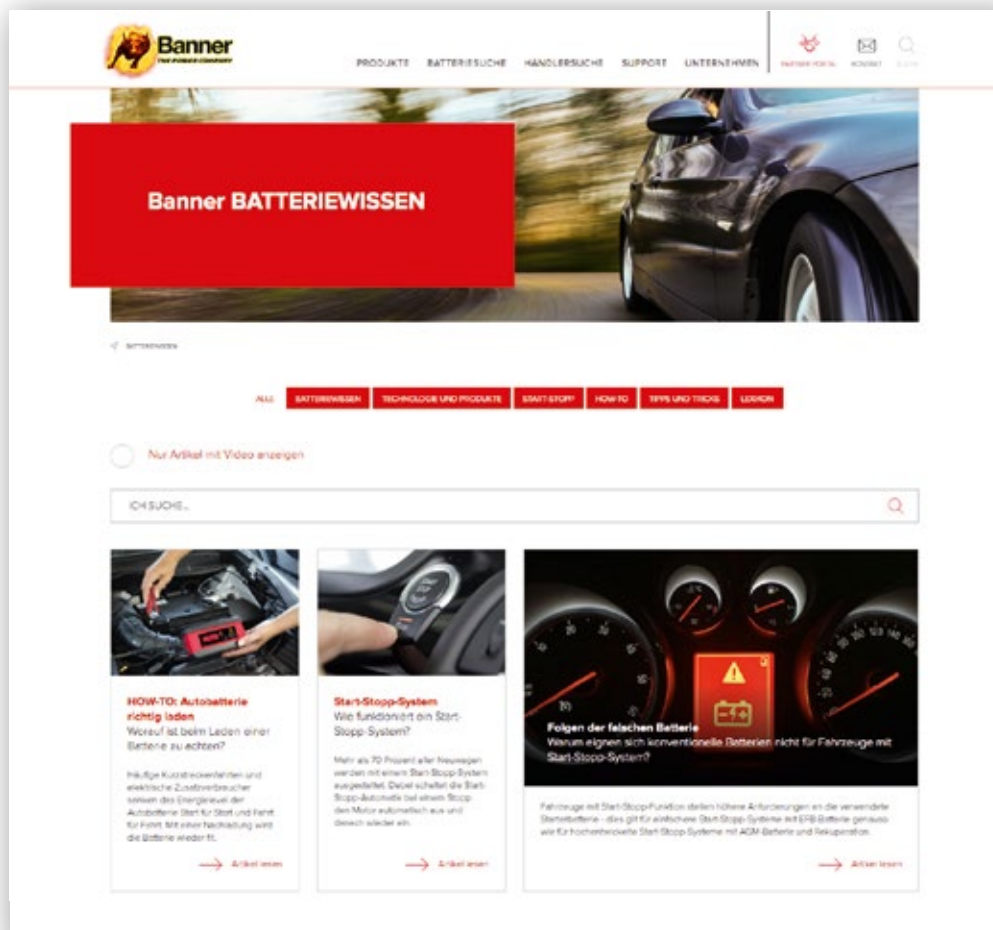 Banner
THE POWER COMPANY
PRODUKTE BATTERIESUCHE HÄNDLERSUCHE SUPPORT UNTERNEHMEN PARTNER PORTAL KONTAKT
Banner BATTERIEWISSEN
BATTERIEWISSEN
ALLE BATTERIEWISSEN TECHNOLOGIE UND PRODUKTE START-STOPP HOW-TO TIPPS UND TRICKS LEXIKON
Nur Artikel mit Video anzeigen
ICH SUCHE...
HOW-TO: Autobatterie
richtig laden
Worauf ist beim Laden einer
Batterie zu achten?
Häufige Kurzstreckenfahrten und
elektrische Zusatzverbraucher
senken das Energielevel der
Autobatterie Start für Start und Fahrt
für Fahrt. Mit einer Nachladung wird
die Batterie wieder fit.
Artikel lesen
Start-Stopp-System
Wie funktioniert ein Start-
Stopp-System?
Mehr als 70 Prozent aller Neuwagen
werden mit einem Start-Stopp-System
ausgestattet. Dabei schaltet die Start-
Stopp-Automatik bei einem Stopp
den Motor automatisch aus und
danach wieder ein.
Artikel lesen
Folgen der falschen Batterie
Warum eignen sich konventionelle Batterien nicht für Fahrzeuge mit
Start-Stopp-System?
Fahrzeuge mit Start-Stopp-Funktion stellen höhere Anforderungen an die verwendete
Starterbatterie - dies gilt für einfachere Start-Stopp-Systeme mit EFB-Batterie genauso
wie für hochentwickelte Start-Stopp-Systeme mit AGM-Batterie und Rekuperation.
Artikel lesen